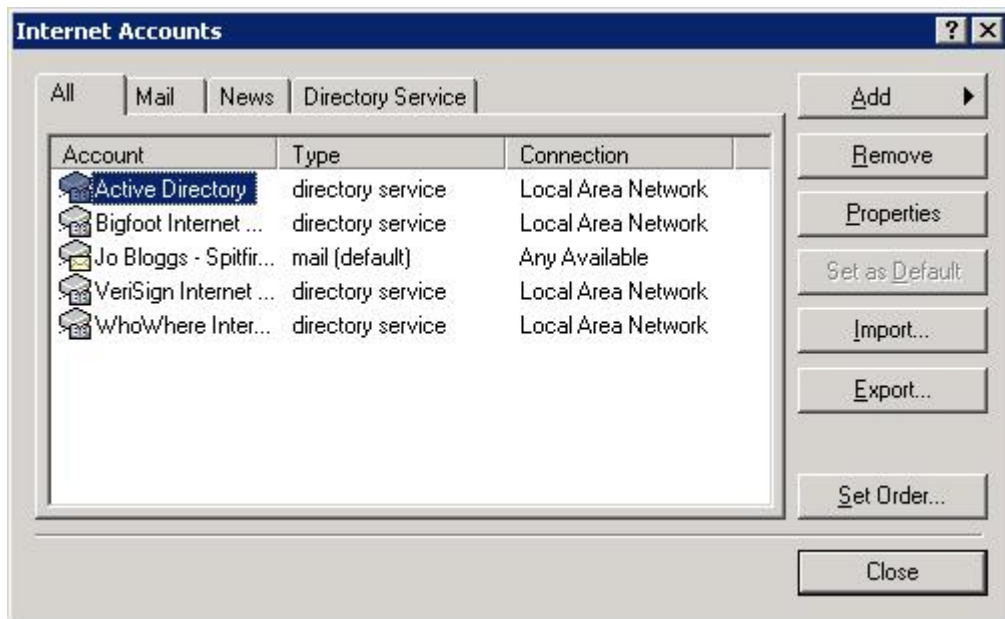 Internet Accounts
All Mail News Directory Service
Account Type Connection
Active Directory directory service Local Area Network
Bigfoot Internet ... directory service Local Area Network
Jo Bloggs - Spitfir... mail (default) Any Available
VeriSign Internet ... directory service Local Area Network
WhoWhere Inter... directory service Local Area Network
Add
Remove
Properties
Set as Default
Import...
Export...
Set Order...
Close